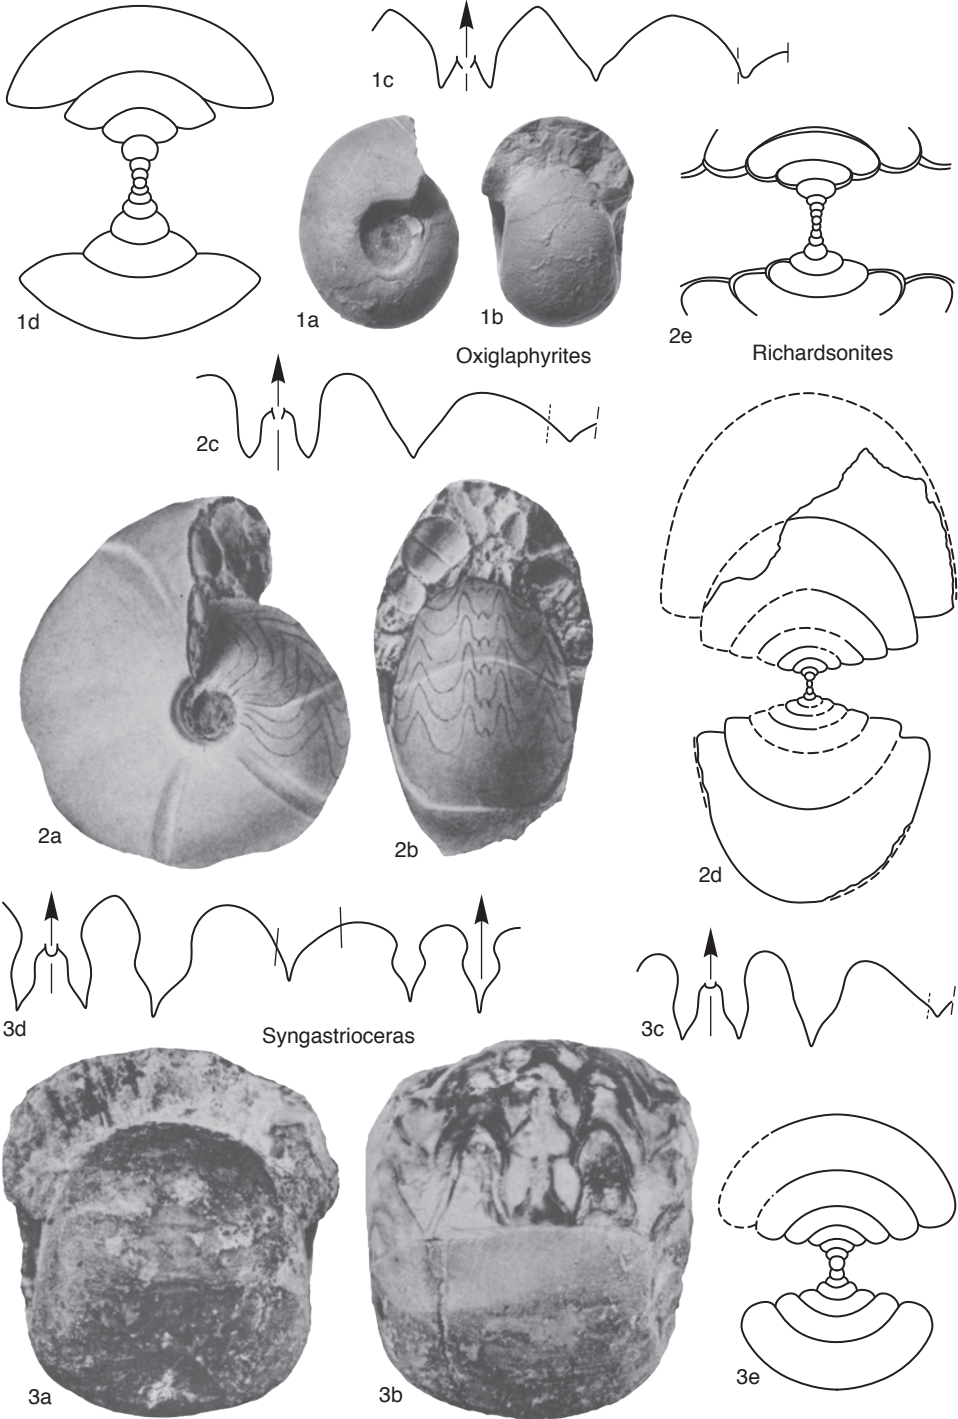 1c
1d
1a
1b
2e
Oxiglaphyrites
Richardsonites
2c
2a
2b
2d
3d
3c
Syngastrioceras
3a
3b
3e